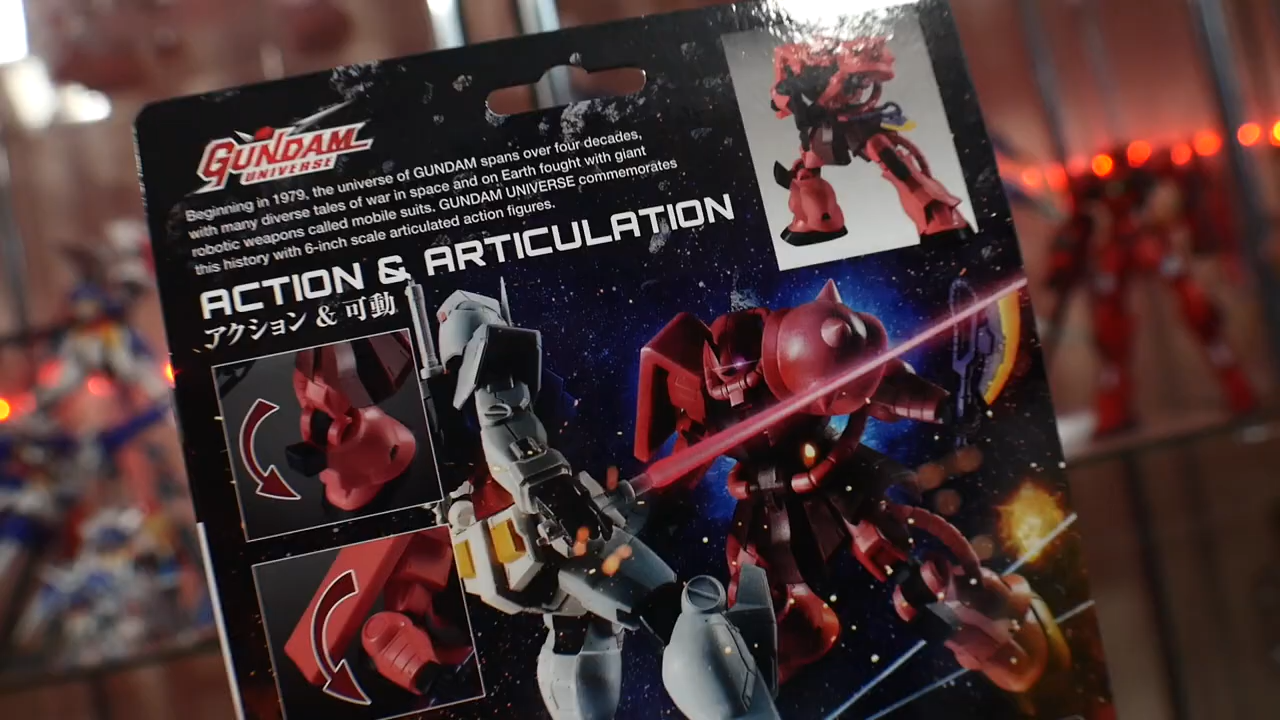 GUNDAM
UNIVERSE
Beginning in 1979, the universe of GUNDAM spans over four decades,
with many diverse tales of war in space and on Earth fought with giant
robotic weapons called mobile suits. GUNDAM UNIVERSE commemorates
this history with 6-inch scale articulated action figures.
ACTION & ARTICULATION
アクション & 可動